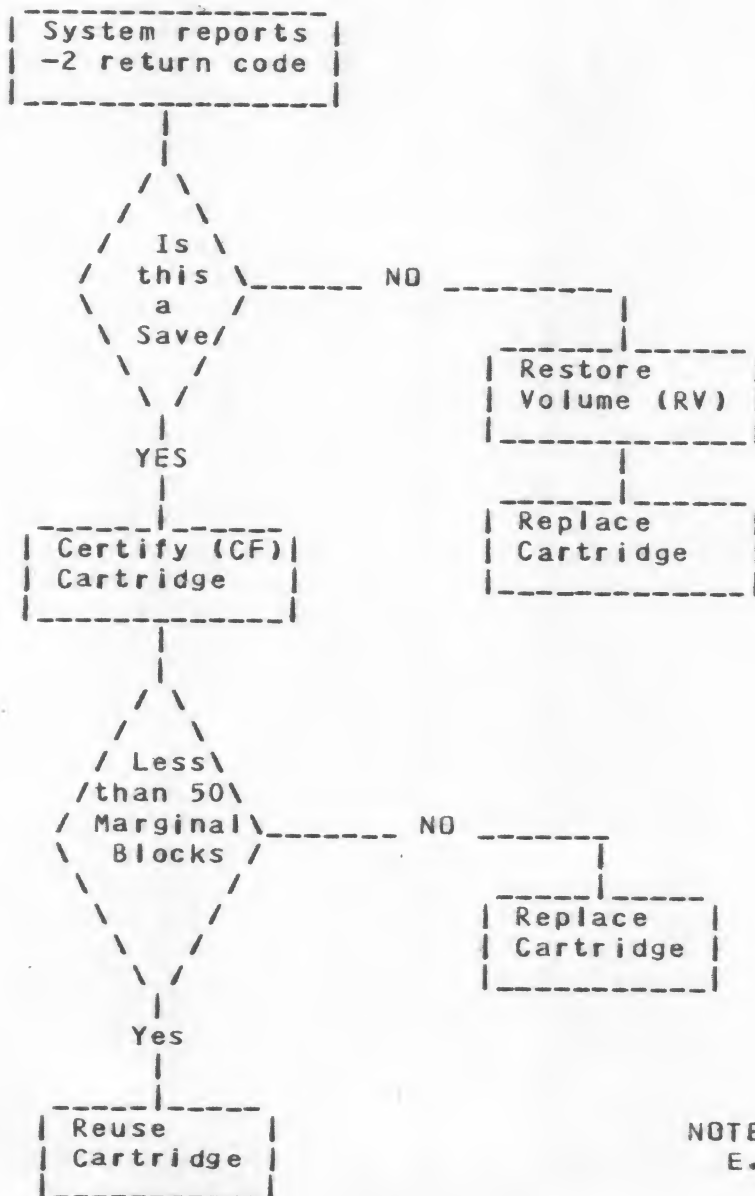 System reports
-2 return code
Is
this
a
Save
NO
Restore
Volume (RV)
YES
Replace
Cartridge
Certify (CF)
Cartridge
Less
than 50
Marginal
Blocks
NO
Replace
Cartridge
Yes
Reuse
Cartridge
NOTE
E.